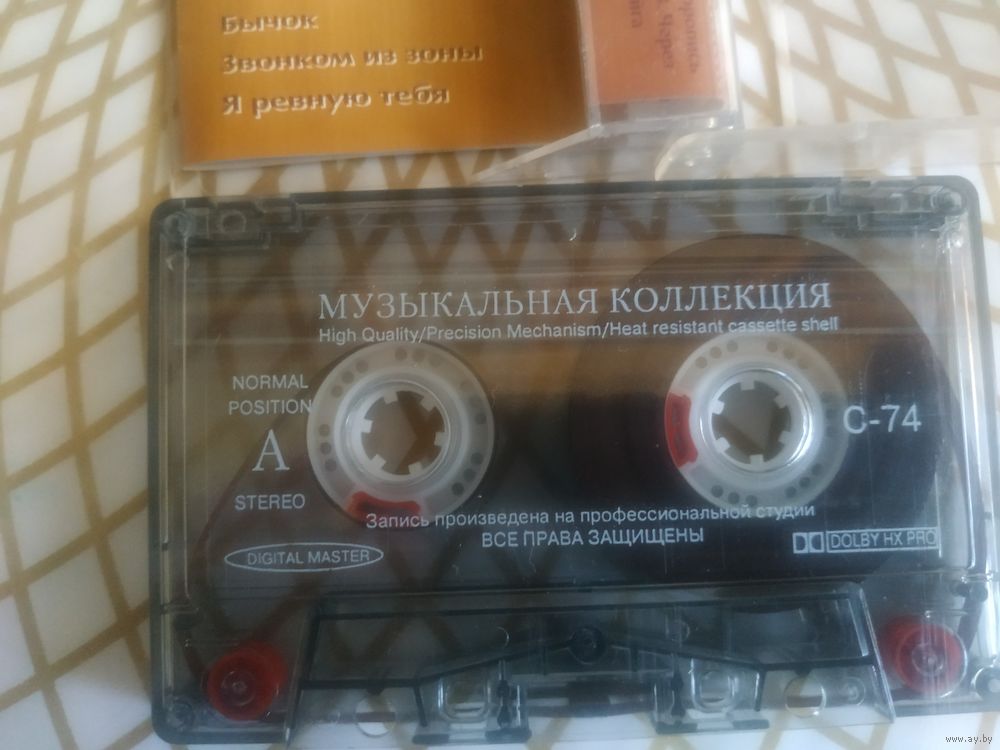 Бычок
Звонком из зоны
Я ревную тебя
МУЗЫКАЛЬНАЯ КОЛЛЕКЦИЯ
High Quality/Precision Mechanism/Heat resistant cassette shell
NORMAL
POSITION
A
STEREO
C-74
Запись произведена на профессиональной студии
ВСЕ ПРАВА ЗАЩИЩЕНЫ
DIGITAL MASTER
DOLBY HX PRO
www.ay.by